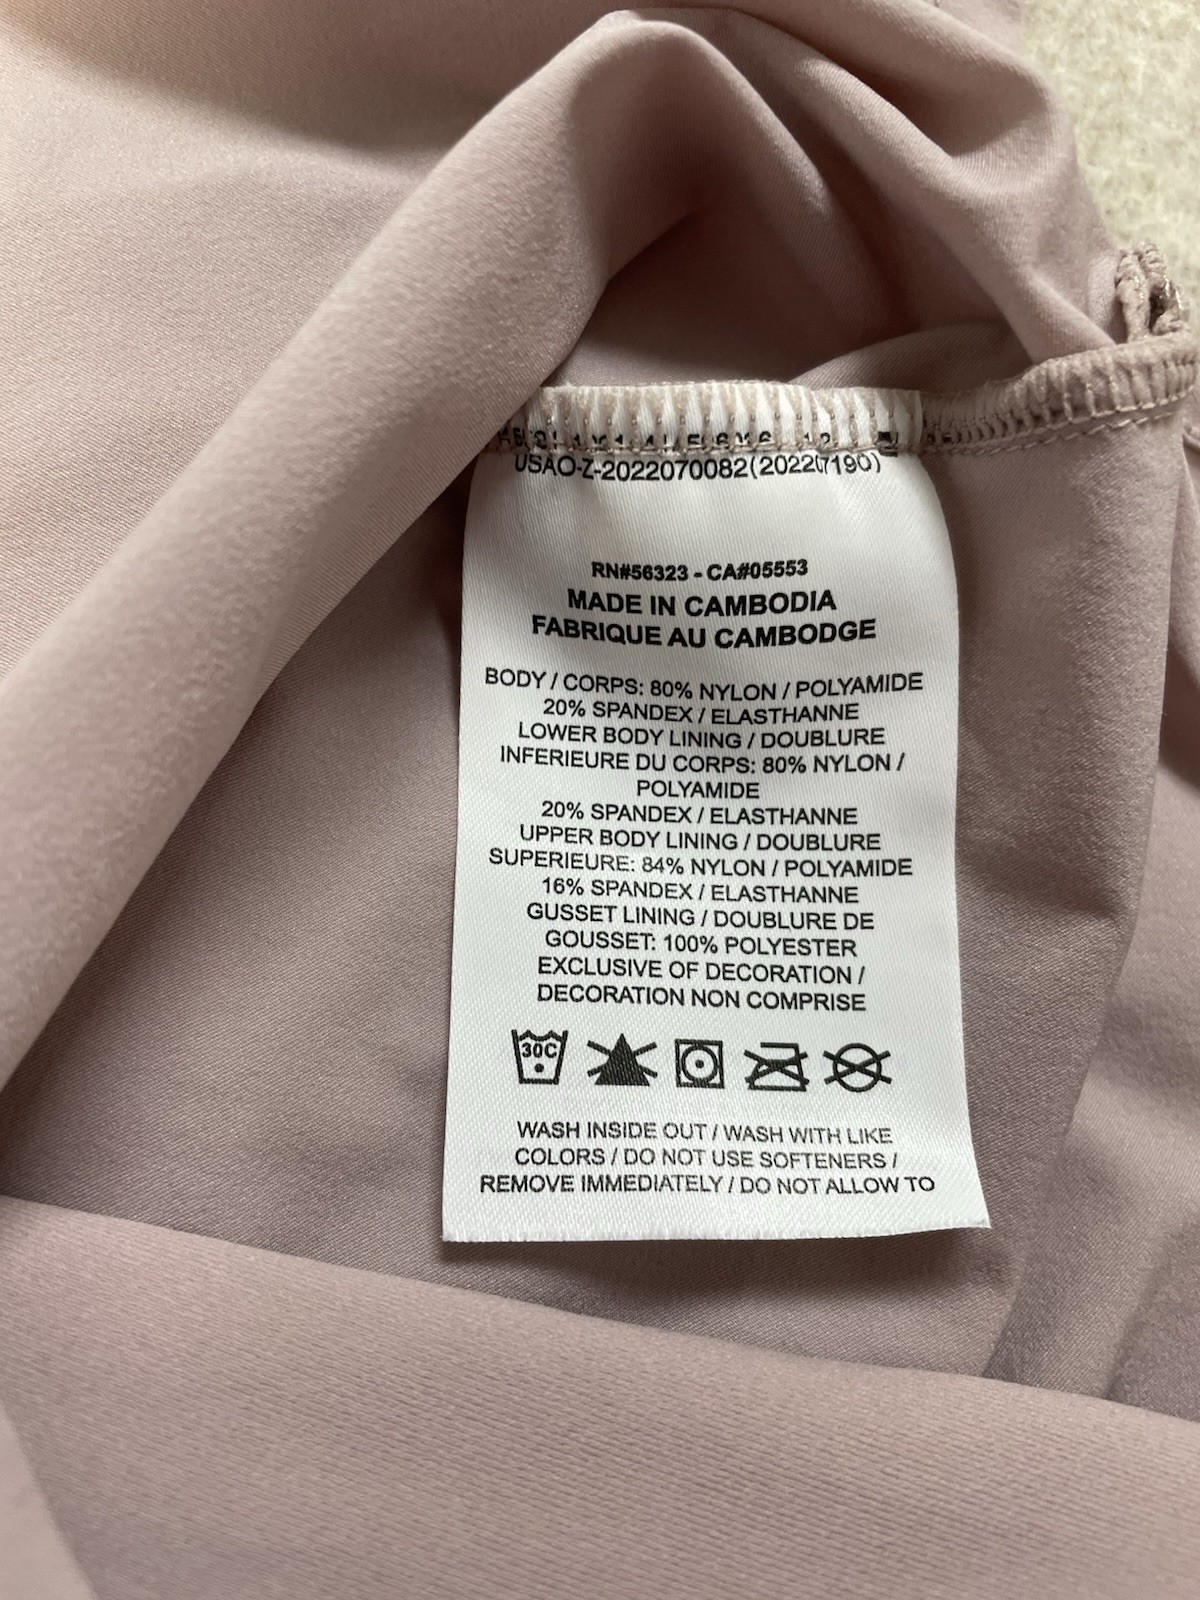 USAO-Z-2022070082(20220719O)
RN#56323 - CA#05553
MADE IN CAMBODIA
FABRIQUE AU CAMBODGE
BODY / CORPS: 80% NYLON / POLYAMIDE
20% SPANDEX / ELASTHANNE
LOWER BODY LINING / DOUBLURE
INFERIEURE DU CORPS: 80% NYLON /
POLYAMIDE
20% SPANDEX / ELASTHANNE
UPPER BODY LINING / DOUBLURE
SUPERIEURE: 84% NYLON / POLYAMIDE
16% SPANDEX / ELASTHANNE
GUSSET LINING / DOUBLURE DE
GOUSSET: 100% POLYESTER
EXCLUSIVE OF DECORATION /
DECORATION NON COMPRISE
30C
WASH INSIDE OUT / WASH WITH LIKE
COLORS / DO NOT USE SOFTENERS /
REMOVE IMMEDIATELY / DO NOT ALLOW TO